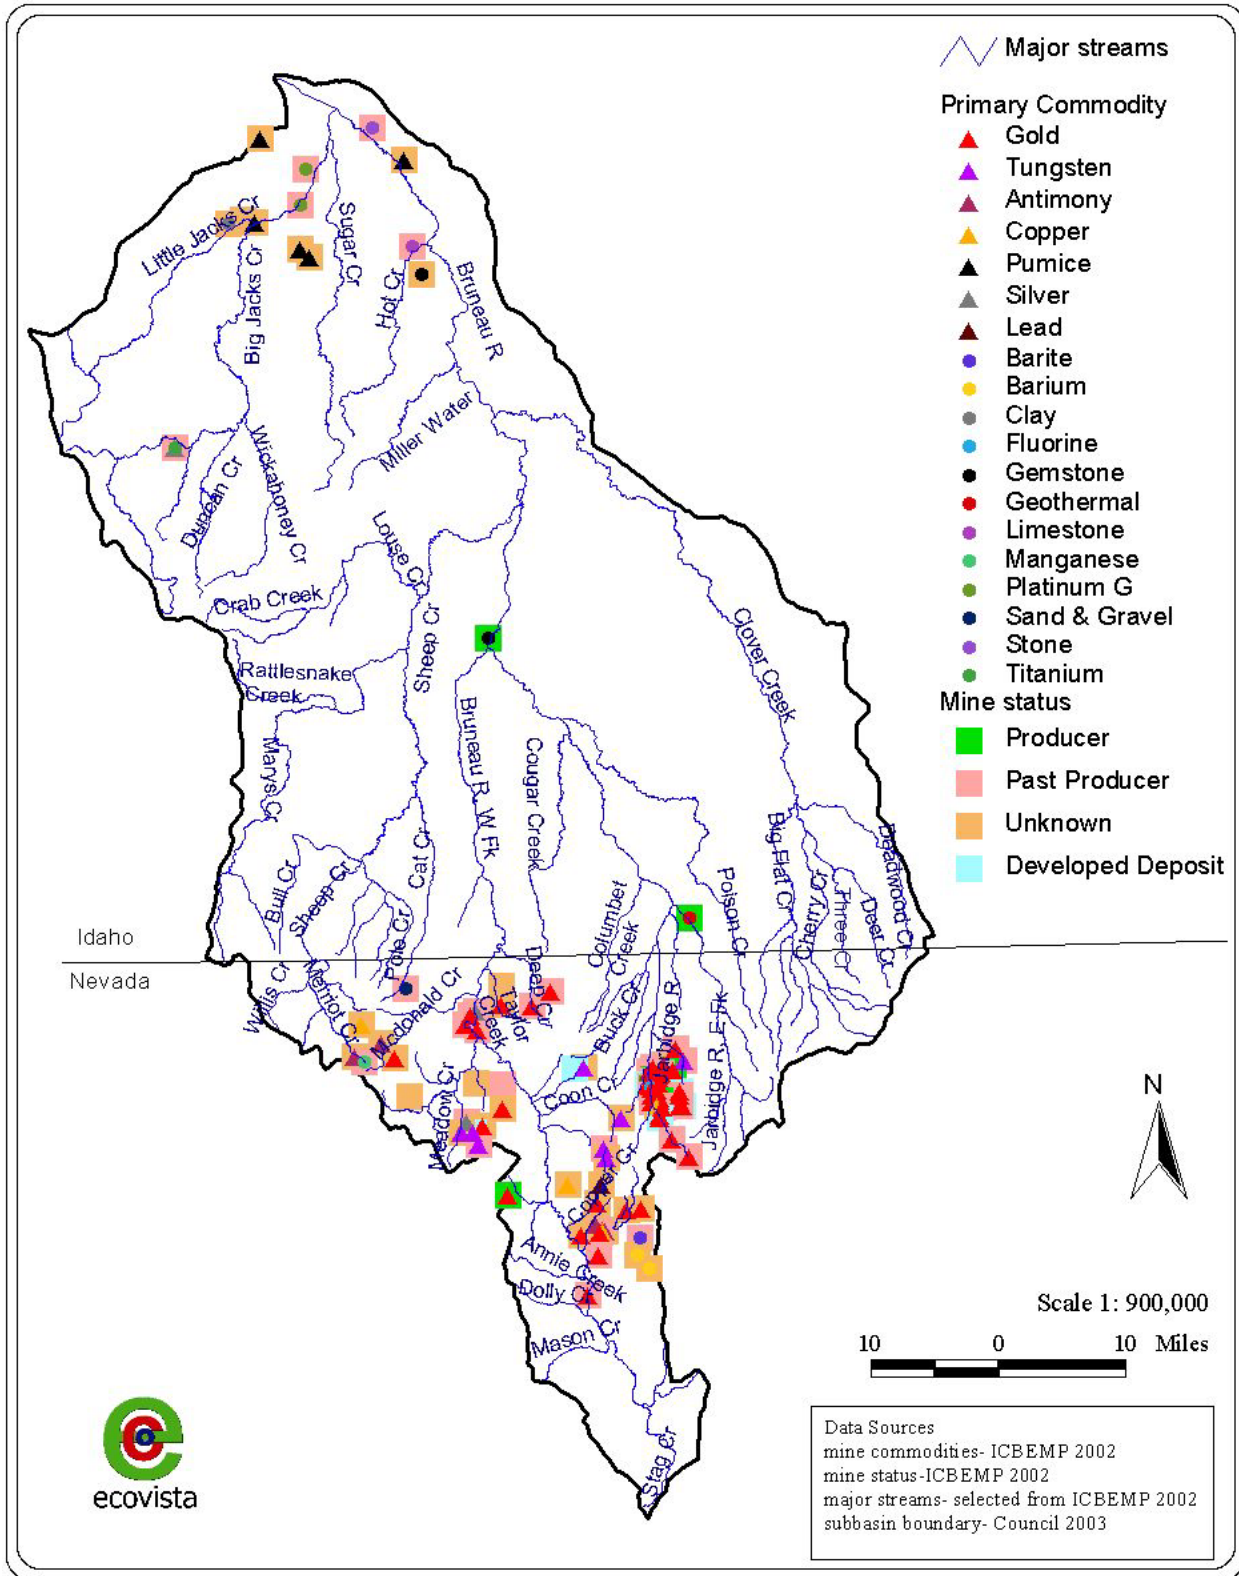 Major streams
Primary Commodity
Gold
Tungsten
Antimony
Copper
Pumice
Silver
Lead
Barite
Barium
Clay
Fluorine
Gemstone
Geothermal
Limestone
Manganese
Platinum G
Sand & Gravel
Stone
Titanium
Mine status
Producer
Past Producer
Unknown
Developed Deposit
Little Jacks Cr
Big Jacks Cr
Sugar Cr
Hot Cr
Bruneau R
Miller Water
Duncan Cr
Wickahoney Cr
Louse Cr
Crab Creek
Sheep Cr
Rattlesnake
Creek
Clover Creek
Marys Cr
Bruneau R, W Fk
Cougar Creek
Cat Cr
Bull Cr
Sheep Cr
Pole Cr
Columbet
Creek
Poison Cr
Big Flat Cr
Cherry Cr
Three Cr
Deer Cr
Deadwood Cr
Idaho
Nevada
Willis Cr
Merriot Cr
Mcdonald Cr
Taylor
Creek
Deep Cr
Buck Cr
Jarbidge R
Jarbidge R, E Fk
Meadow Cr
Coon Cr
Copper Cr
Annie Creek
Dolly Cr
Mason Cr
Stag Cr
N
Scale 1: 900,000
10 0 10 Miles
Data Sources
mine commodities- ICBEMP 2002
mine status-ICBEMP 2002
major streams- selected from ICBEMP 2002
subbasin boundary- Council 2003
ecovista